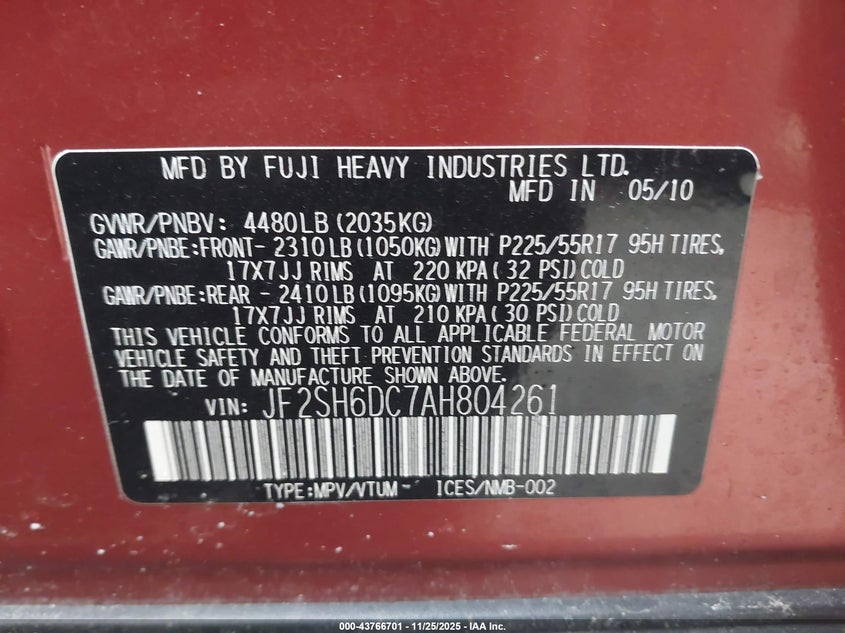 MFD BY FUJI HEAVY INDUSTRIES LTD.
MFD IN 05/10
GVWR/PNBV: 4480LB(2035KG)
GAWR/PNBE:FRONT- 2310LB(1050KG)WITH P225/55R17 95H TIRES,
17X7JJ RIMS AT 220KPA( 32 PSI)COLD
GAWR/PNBE:REAR - 2410LB(1095KG)WITH P225/55R17 95H TIRES,
17X7JJ RIMS AT 210KPA( 30 PSI)COLD
THIS VEHICLE CONFORMS TO ALL APPLICABLE FEDERAL MOTOR
VEHICLE SAFETY AND THEFT PREVENTION STANDARDS IN EFFECT ON
THE DATE OF MANUFACTURE SHOWN ABOVE.
VIN: JF2SH6DC7AH804261
TYPE:MPV/VTUM- ICES/NMB-002
000-43766701 - 11/25/2025 - IAA Inc.